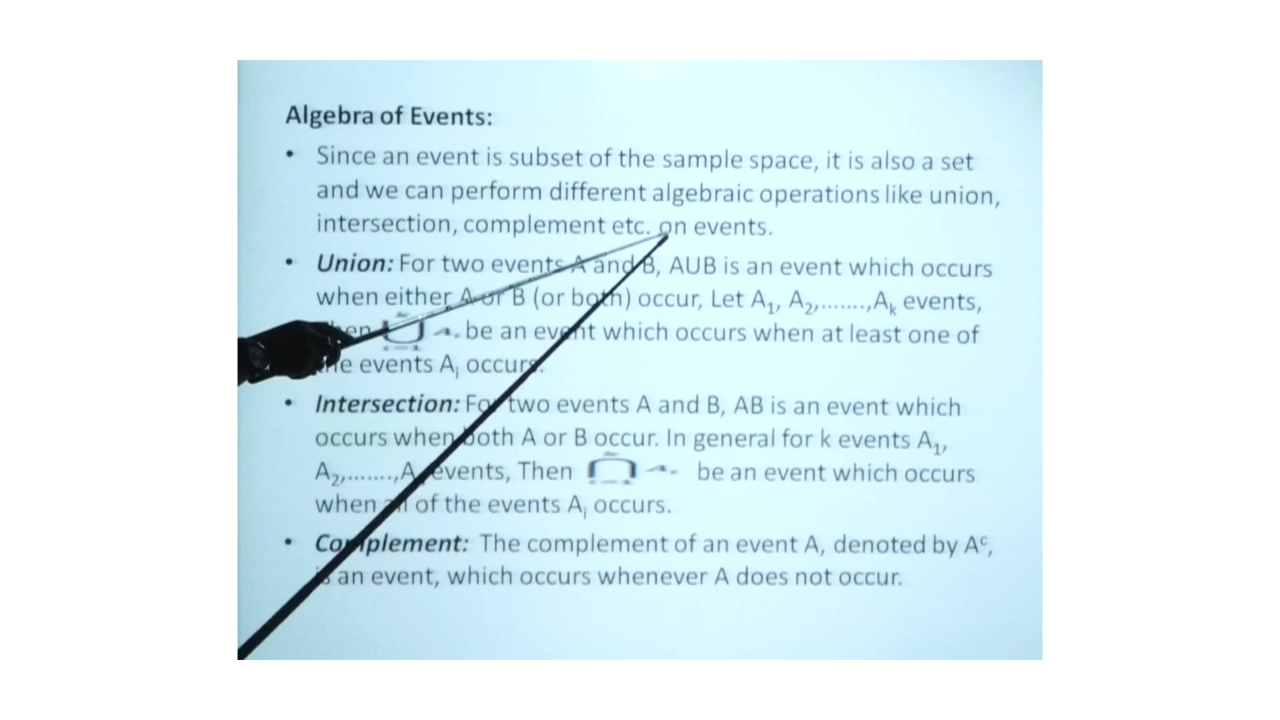 Algebra of Events:
• Since an event is subset of the sample space, it is also a set
and we can perform different algebraic operations like union,
intersection, complement etc. on events.
• Union: For two events A and B, AUB is an event which occurs
when either A or B (or both) occur, Let A₁, A₂,.......,Aₖ events,
be an event which occurs when at least one of
the events Aᵢ occurs.
• Intersection: For two events A and B, AB is an event which
occurs when both A or B occur. In general for k events A₁,
A₂,.......,A events, Then ⋂ be an event which occurs
when all of the events Aᵢ occurs.
• Complement: The complement of an event A, denoted by Aᶜ,
is an event, which occurs whenever A does not occur.